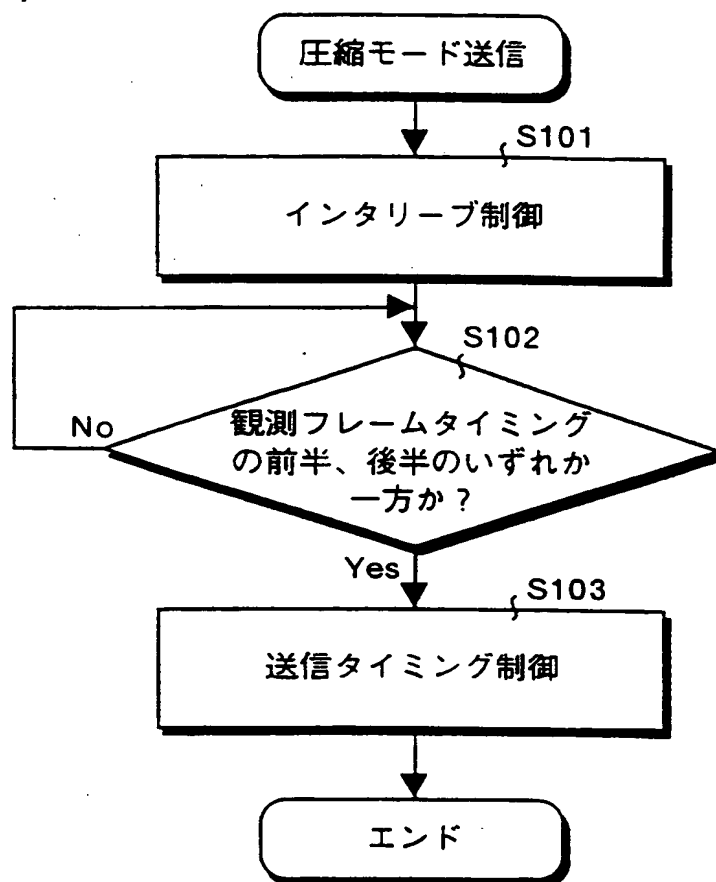 圧縮モード送信
S101
インタリーブ制御
S102
観測フレームタイミング
の前半、後半のいずれか
一方か?
No
Yes
S103
送信タイミング制御
エンド